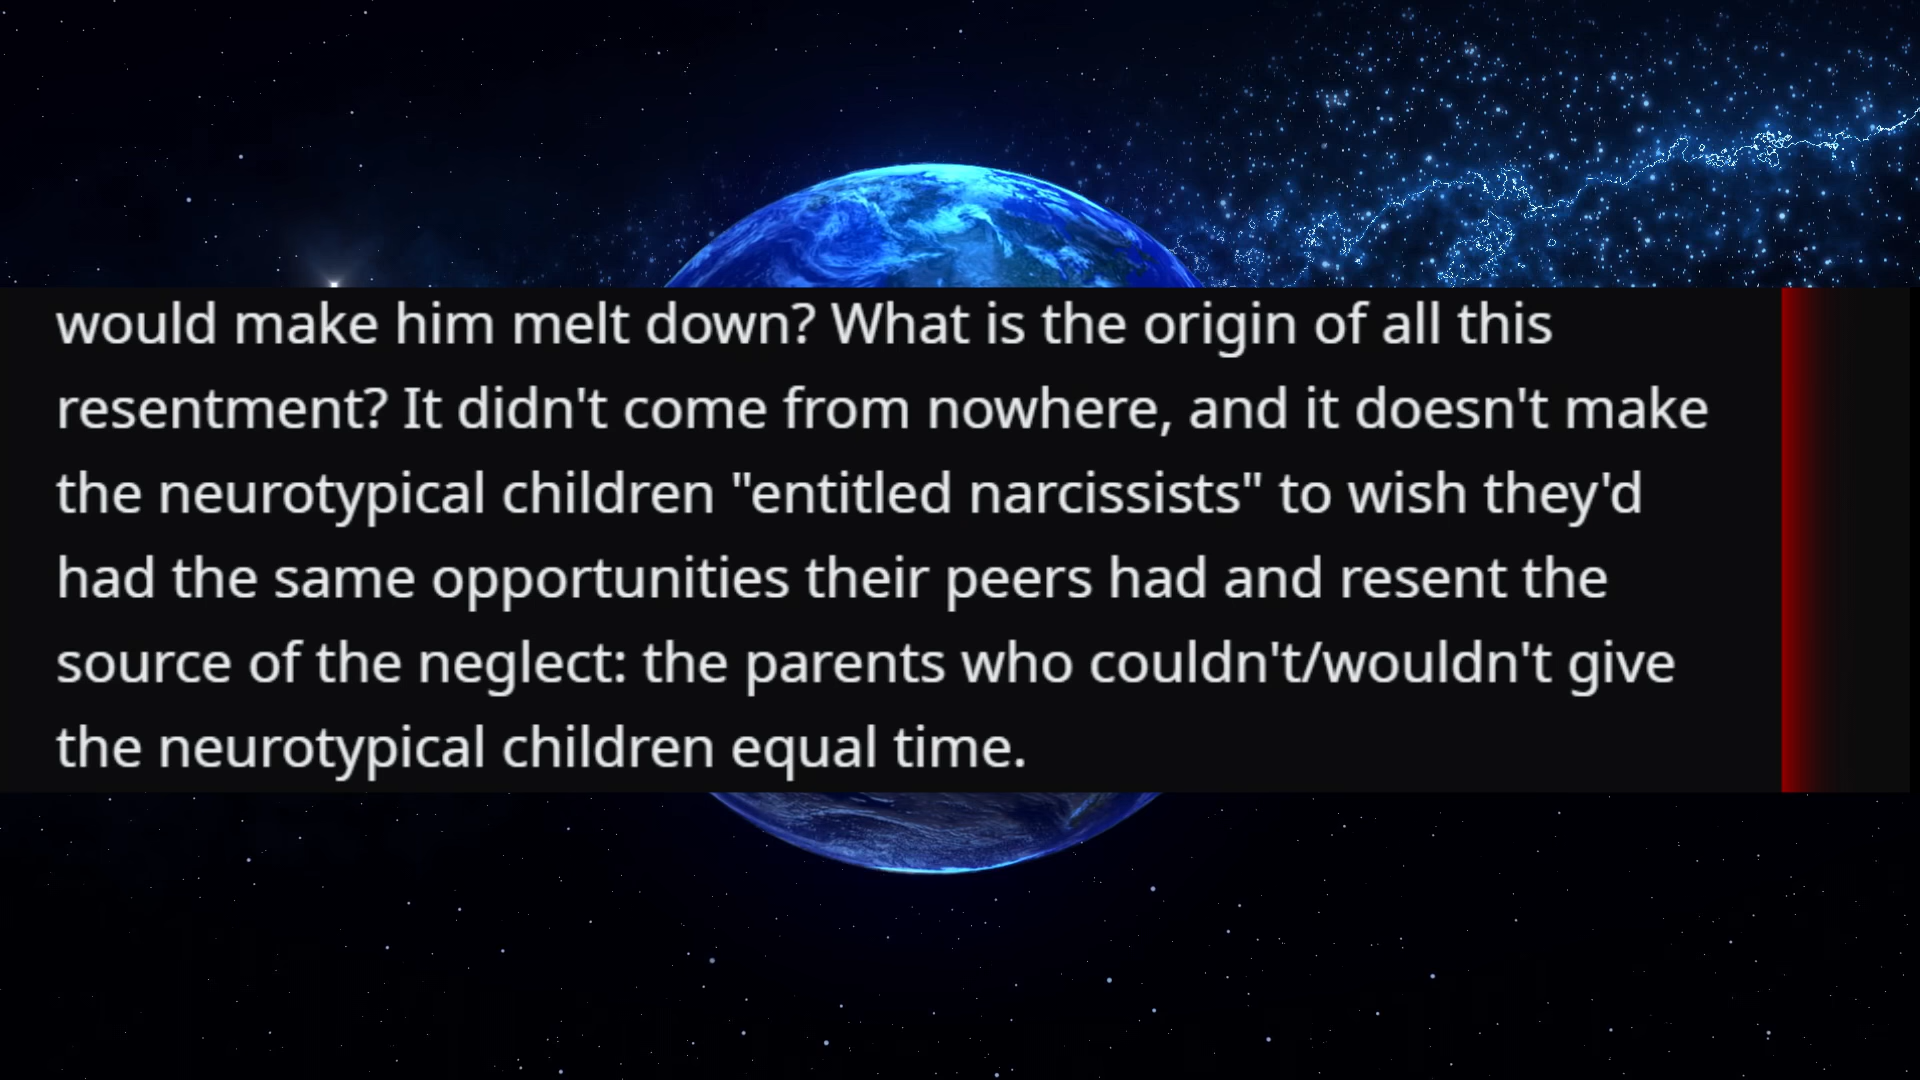 would make him melt down? What is the origin of all this
resentment? It didn't come from nowhere, and it doesn't make
the neurotypical children "entitled narcissists" to wish they'd
had the same opportunities their peers had and resent the
source of the neglect: the parents who couldn't/wouldn't give
the neurotypical children equal time.